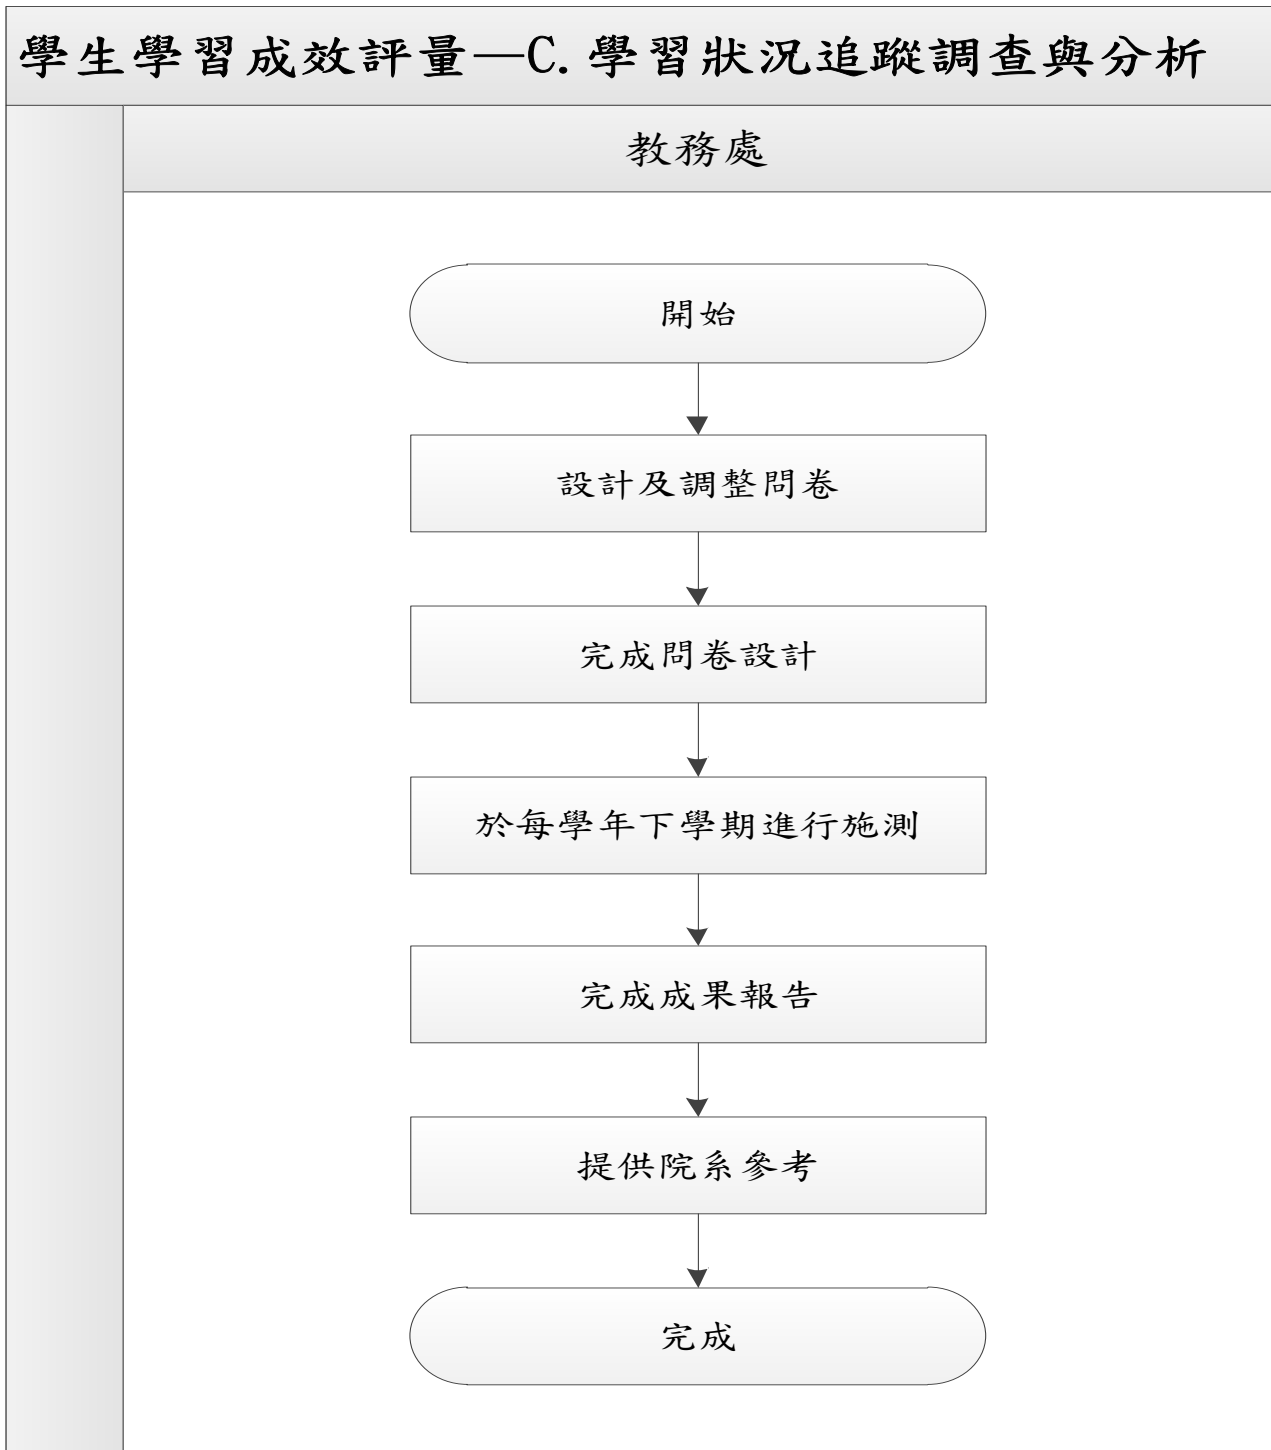 學生學習成效評量—C. 學習狀況追蹤調查與分析
教務處
開始
設計及調整問卷
完成問卷設計
於每學年下學期進行施測
完成成果報告
提供院系參考
完成